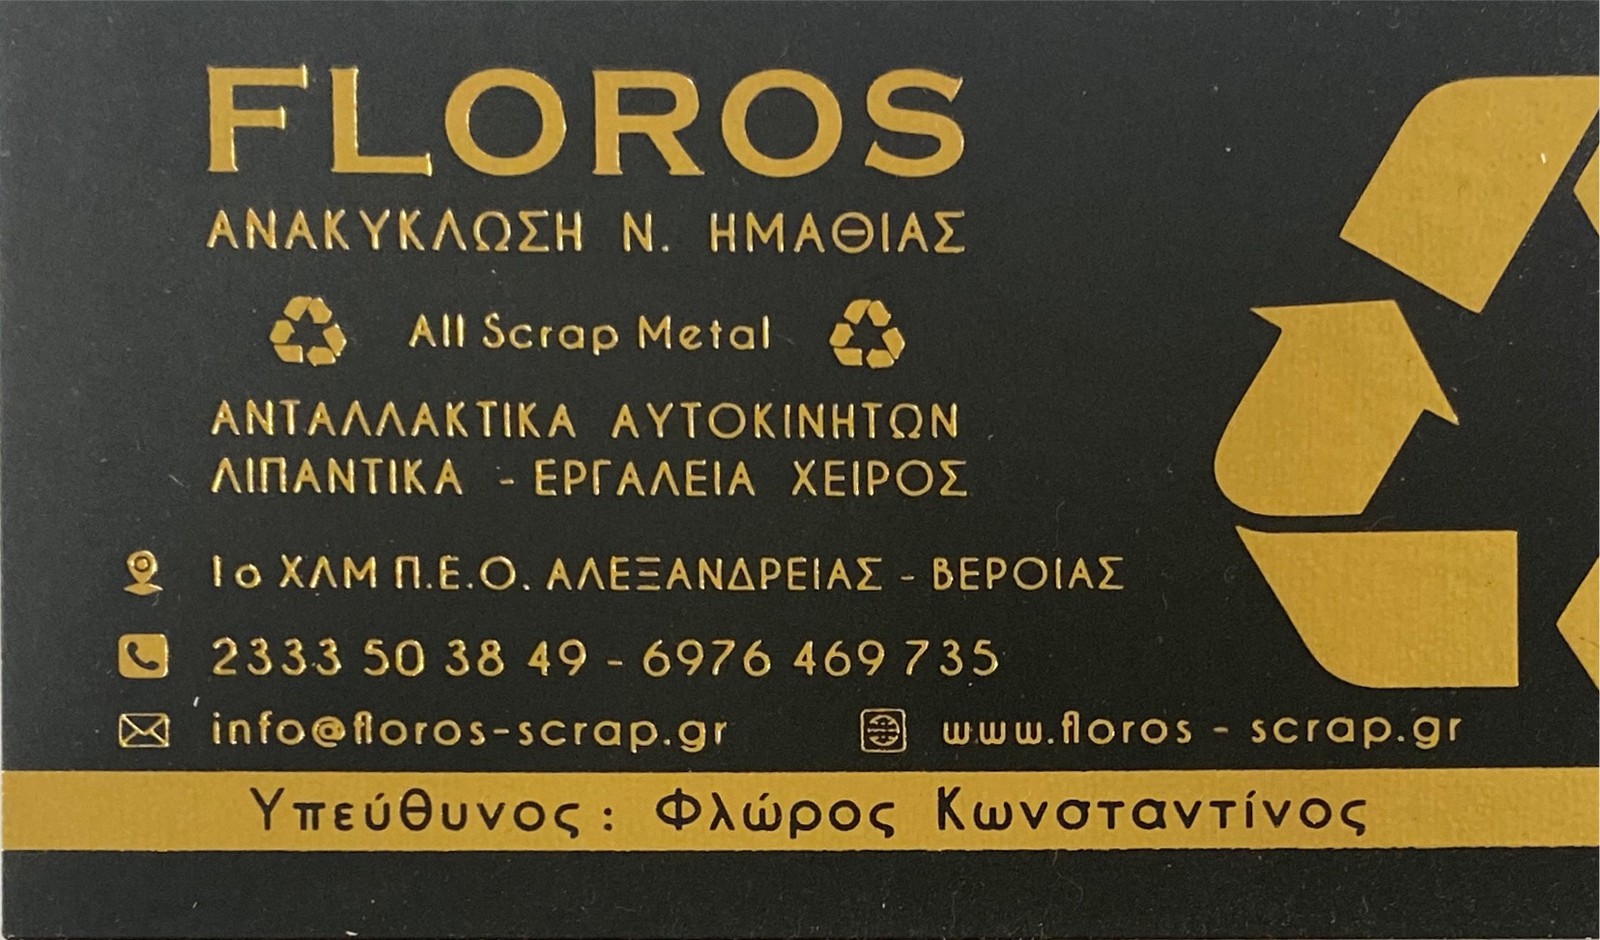 FLOROS
ΑΝΑΚΥΚΛΩΣΗ Ν. ΗΜΑΘΙΑΣ
All Scrap Metal
ΑΝΤΑΛΛΑΚΤΙΚΑ ΑΥΤΟΚΙΝΗΤΩΝ
ΛΙΠΑΝΤΙΚΑ - ΕΡΓΑΛΕΙΑ ΧΕΙΡΟΣ
1ο ΧΛΜ Π.Ε.Ο. ΑΛΕΞΑΝΔΡΕΙΑΣ - ΒΕΡΟΙΑΣ
2333 50 38 49 - 6976 469 735
info@floros-scrap.gr www.floros - scrap.gr
Υπεύθυνος : Φλώρος Κωνσταντίνος